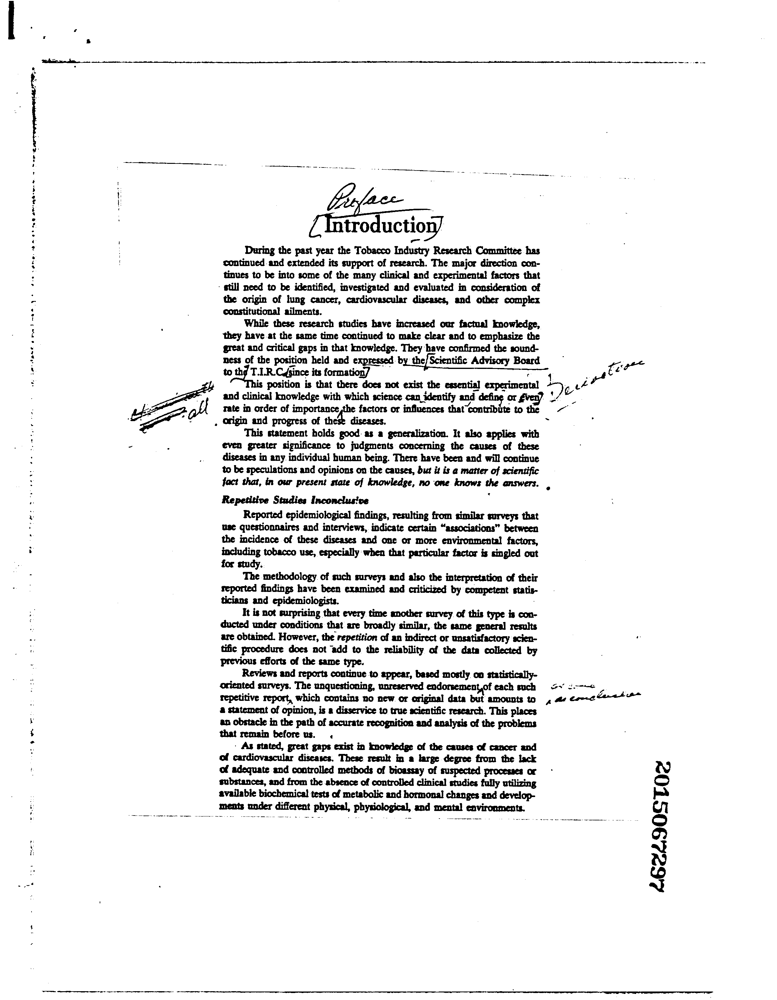 Preface
Introduction
During the past year the Tobacco Industry Research Committee has
continued and extended its support of research. The major direction con-
tinues to be into some of the many clinical and experimental factors that
still need to be identified, investigated and evaluated in consideration of
the origin of lung cancer, cardiovascular diseases, and other complex
constitutional ailments.
While these research studies have increased our factual knowledge,
they have at the same time continued to make clear and to emphasize the
great and critical gaps in that knowledge. They have confirmed the sound-
ness of the position held and expressed by the Scientific Advisory Board
to the T.I.R.C. since its formation
This position is that there does not exist the essential experimental
and clinical knowledge with which science can identify and define or even
all
rate in order of importance the factors or influences that contribute to the
origin and progress of these diseases.
This statement holds good as a generalization. It also applies with
even greater significance to judgments concerning the causes of these
diseases in any individual human being. There have been and will continue
to be speculations and opinions on the causes, but it is a matter of scientific
fact that, in our present state of knowledge, no one knows the answers.
Repetitive Studies Inconclusive
Reported epidemiological findings, resulting from similar surveys that
use questionnaires and interviews, indicate certain "associations" between
the incidence of these diseases and one or more environmental factors,
including tobacco use, especially when that particular factor is singled out
for study.
The methodology of such surveys and also the interpretation of their
reported findings have been examined and criticized by competent statis-
ticians and epidemiologists.
It is not surprising that every time another survey of this type is con-
ducted under conditions that are broadly similar, the same general results
are obtained. However, the repetition of an indirect or unsatisfactory scien-
tific procedure does not add to the reliability of the data collected by
previous efforts of the same type.
Reviews and reports continue to appear, based mostly on statistically-
oriented surveys. The unquestioning, unreserved endorsement of each such
repetitive report, which contains no new or original data but amounts to
as conclusive
a statement of opinion, is a disservice to true scientific research. This places
an obstacle in the path of accurate recognition and analysis of the problems
that remain before us.
As stated, great gaps exist in knowledge of the causes of cancer and
of cardiovascular diseases. These result in a large degree from the lack
of adequate and controlled methods of bioassay of suspected processes or
substances, and from the absence of controlled clinical studies fully utilizing
available biochemical tests of metabolic and hormonal changes and develop-
ments under different physical, physiological, and mental environments.
2015067297